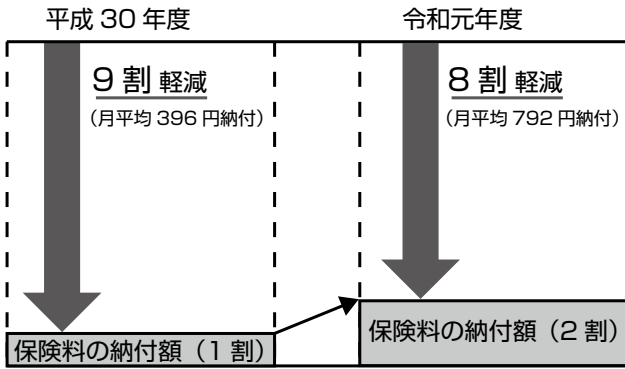 平成 30 年度
令和元年度
9 割 軽減
(月平均 396 円納付)
8 割 軽減
(月平均 792 円納付)
保険料の納付額（1 割）
保険料の納付額（2 割）